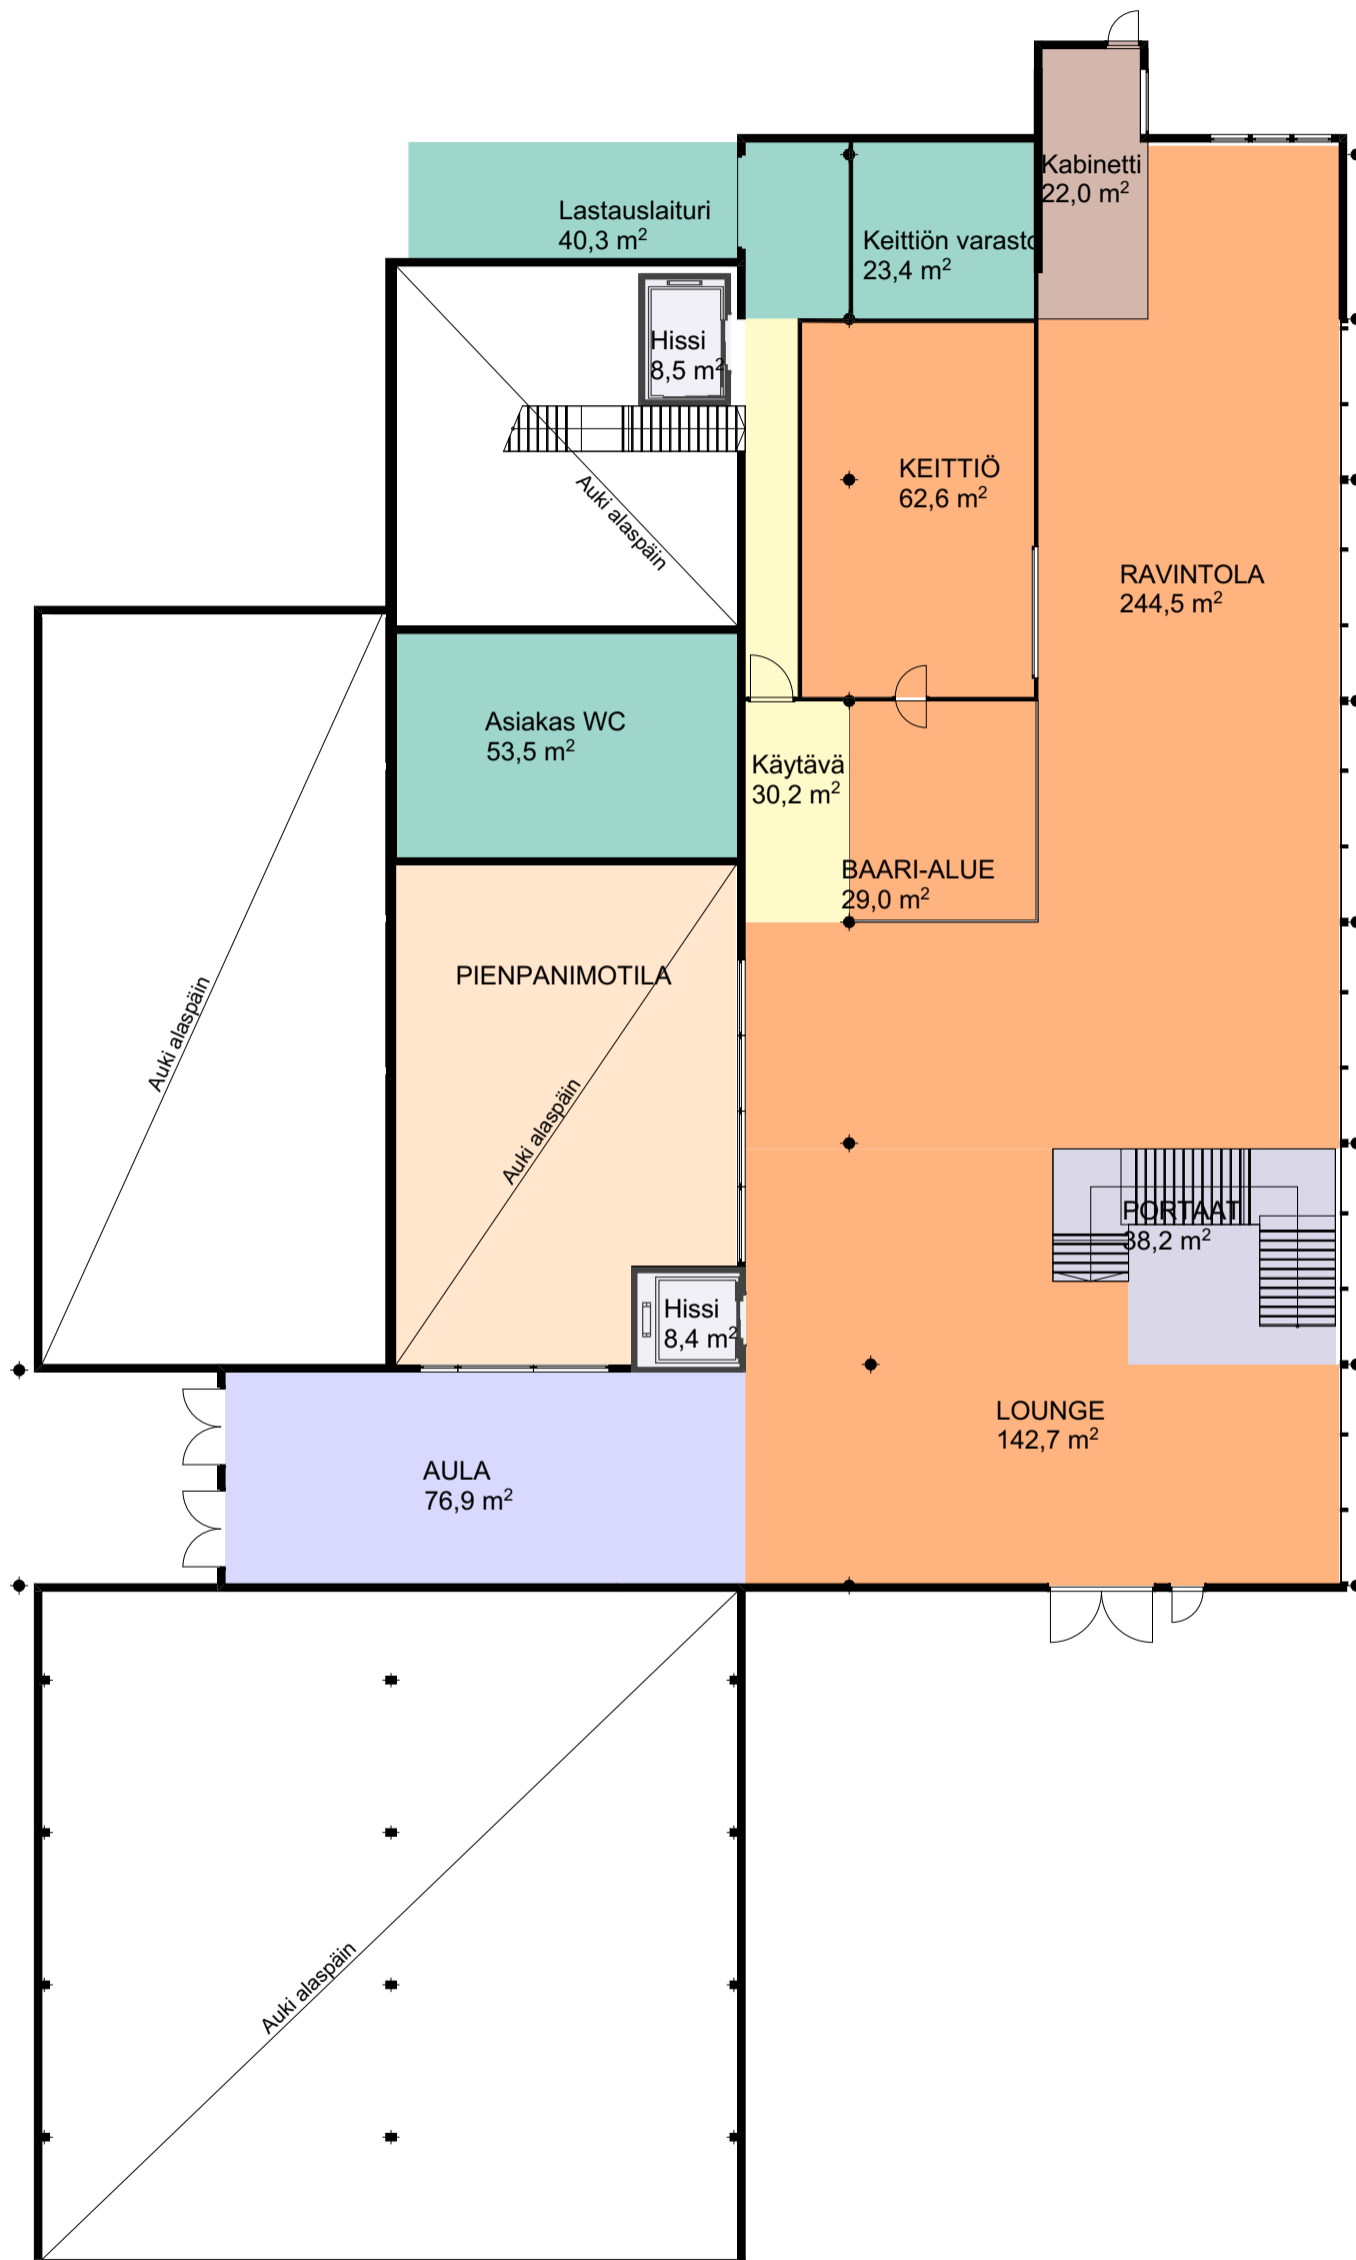 Kabinetti
22,0 m²
Lastauslaituri
40,3 m²
Keittiön varasto
23,4 m²
Hissi
8,5 m²
KEITTIÖ
62,6 m²
Auki alaspäin
RAVINTOLA
244,5 m²
Asiakas WC
53,5 m²
Käytävä
30,2 m²
BAARI-ALUE
29,0 m²
PIENPANIMOTILA
Auki alaspäin
Auki alaspäin
PORTAAT
38,2 m²
Hissi
8,4 m²
LOUNGE
142,7 m²
AULA
76,9 m²
Auki alaspäin